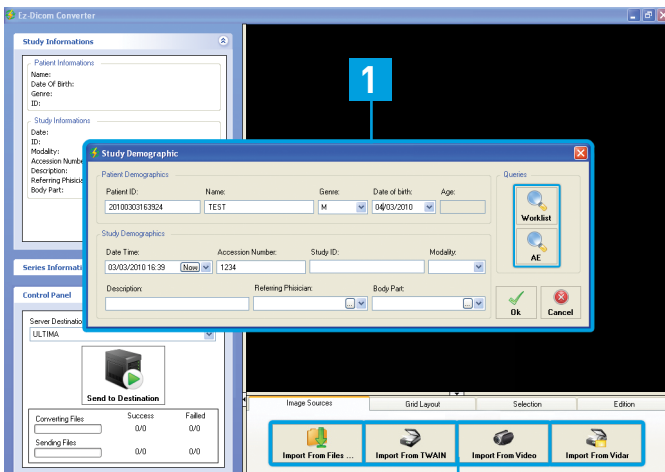 Ez-Dicom Converter
Study Informations
Patient Informations
Name:
Date Of Birth:
Genre:
ID:
Study Informations
Date:
ID:
Modality:
Accession Numbe
Description:
Referring Phisicia
Body Part:
Series Informati
Control Panel
Server Destinatio
ULTIMA
Send to Destination
Success Failled
Converting Files 0/0 0/0
Sending Files 0/0 0/0
1
Study Demographic
Patient Demographics
Patient ID: Name: Genre: Date of birth: Age:
20100303163924 TEST M 04/03/2010
Study Demographics
Date Time: Accession Number: Study ID: Modality:
03/03/2010 16:39 Now 1234
Description: Referring Phisician: Body Part:
... ...
Queries
Worklist
AE
Ok Cancel
Image Sources Grid Layout Selection Edition
Import From Files ... Import From TWAIN Import From Video Import From Vidar